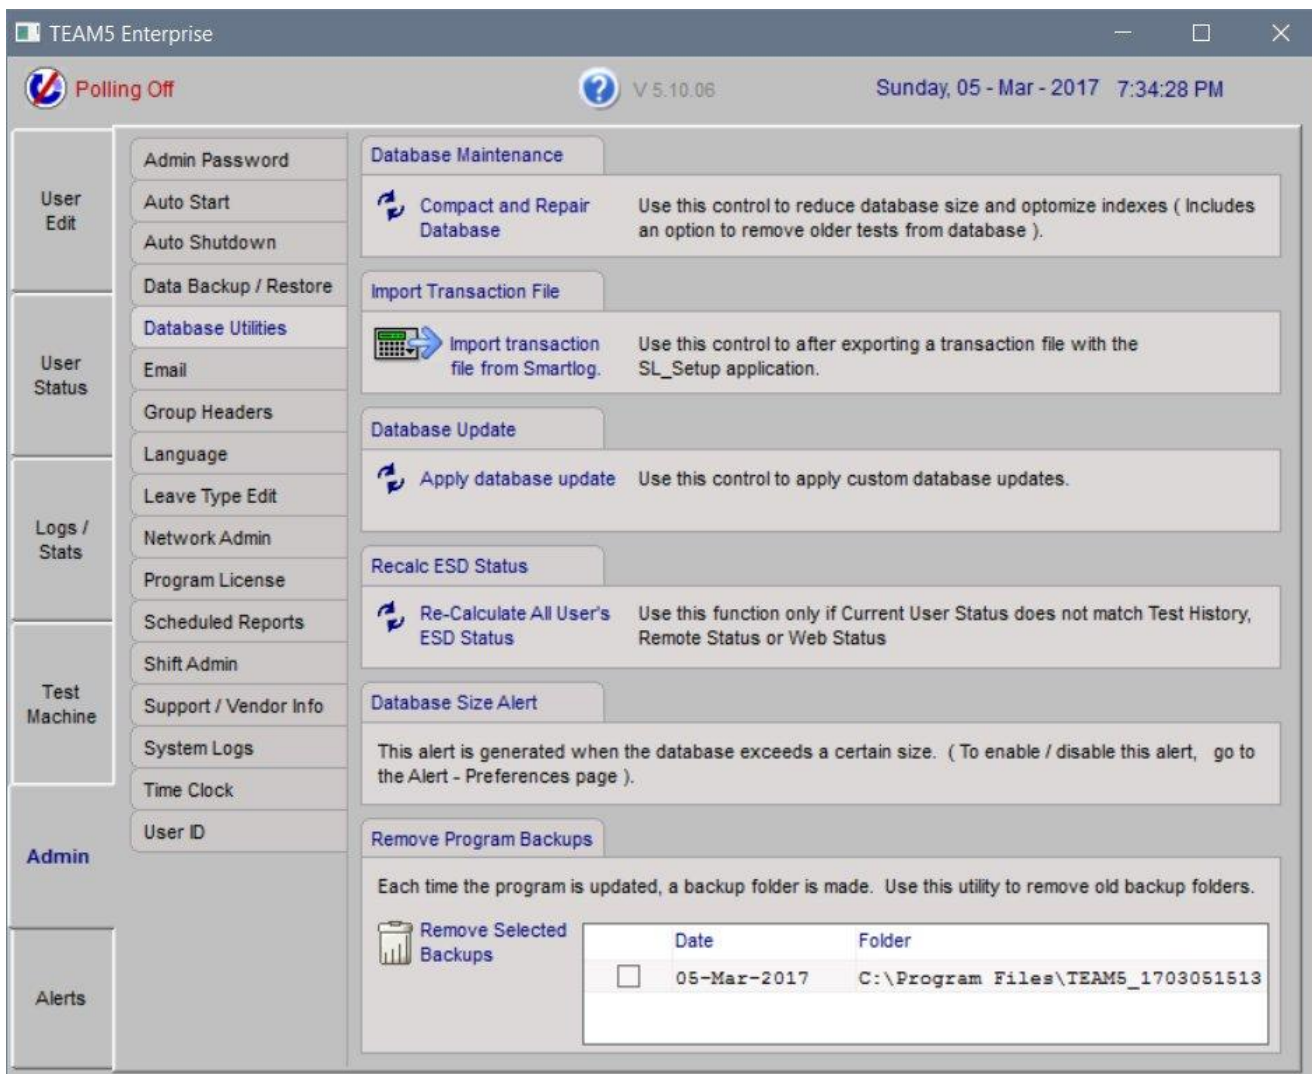 TEAM5 Enterprise
Polling Off
V 5.10.06
Sunday, 05 - Mar - 2017 7:34:28 PM
User
Edit
User
Status
Logs /
Stats
Test
Machine
Admin
Alerts
Admin Password
Auto Start
Auto Shutdown
Data Backup / Restore
Database Utilities
Email
Group Headers
Language
Leave Type Edit
Network Admin
Program License
Scheduled Reports
Shift Admin
Support / Vendor Info
System Logs
Time Clock
User ID
Database Maintenance
Compact and Repair
Database
Use this control to reduce database size and optomize indexes ( Includes
an option to remove older tests from database ).
Import Transaction File
Import transaction
file from Smartlog.
Use this control to after exporting a transaction file with the
SL_Setup application.
Database Update
Apply database update
Use this control to apply custom database updates.
Recalc ESD Status
Re-Calculate All User's
ESD Status
Use this function only if Current User Status does not match Test History,
Remote Status or Web Status
Database Size Alert
This alert is generated when the database exceeds a certain size. ( To enable / disable this alert, go to
the Alert - Preferences page ).
Remove Program Backups
Each time the program is updated, a backup folder is made. Use this utility to remove old backup folders.
Remove Selected
Backups
Date Folder
05-Mar-2017 C:\Program Files\TEAM5_1703051513